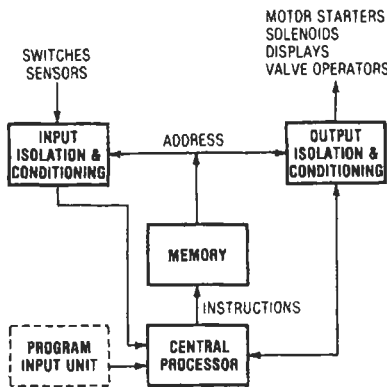 MOTOR STARTERS
SOLENOIDS
DISPLAYS
VALVE OPERATORS
SWITCHES
SENSORS
INPUT
ISOLATION &
CONDITIONING
ADDRESS
OUTPUT
ISOLATION &
CONDITIONING
MEMORY
INSTRUCTIONS
PROGRAM
INPUT UNIT
CENTRAL
PROCESSOR